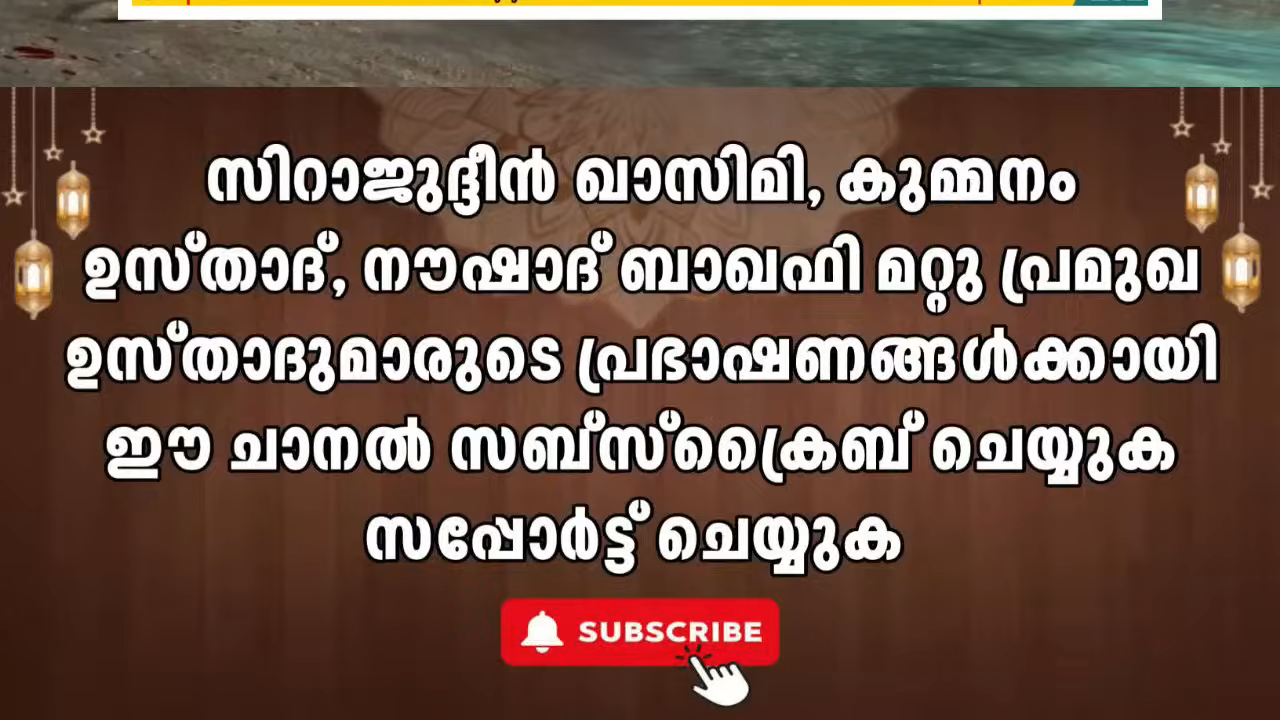 സിറാജുദ്ദീൻ ഖാസിമി, കുമ്മനം
ഉസ്താദ്, നൗഷാദ് ബാഖഫി മറ്റു പ്രമുഖ
ഉസ്താദുമാരുടെ പ്രഭാഷണങ്ങൾക്കായി
ഈ ചാനൽ സബ്സ്ക്രൈബ് ചെയ്യുക
സപ്പോർട്ട് ചെയ്യുക
SUBSCRIBE